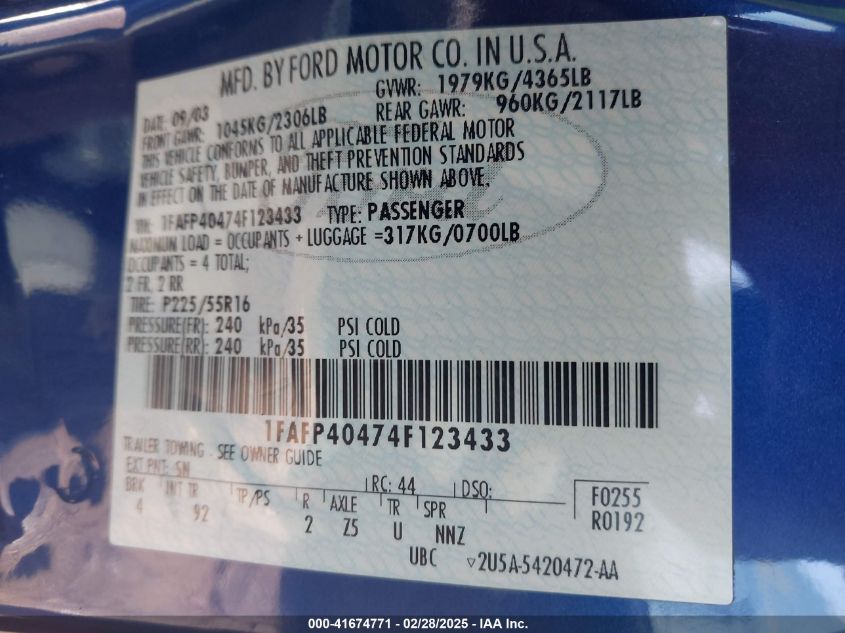 MFD. BY FORD MOTOR CO. IN U.S.A.
DATE: 09/03 GVWR: 1979KG/4365LB
FRONT GAWR: 1045KG/2306LB REAR GAWR: 960KG/2117LB
THIS VEHICLE CONFORMS TO ALL APPLICABLE FEDERAL MOTOR
VEHICLE SAFETY, BUMPER, AND THEFT PREVENTION STANDARDS
IN EFFECT ON THE DATE OF MANUFACTURE SHOWN ABOVE.
VIN: 1FAFP40474F123433 TYPE: PASSENGER
MAXIMUM LOAD = OCCUPANTS + LUGGAGE =317KG/0700LB
OCCUPANTS = 4 TOTAL;
2 FR, 2 RR
TIRE: P225/55R16
PRESSURE(FR): 240 kPa/35 PSI COLD
PRESSURE(RR): 240 kPa/35 PSI COLD
1FAFP40474F123433
TRAILER TOWING - SEE OWNER GUIDE
EXT PNT: SN RC: 44 DSO:
BRK INT TR TP/PS R AXLE TR SPR F0255
4 92 2 Z5 U NNZ R0192
UBC ▽2U5A-5420472-AA
000-41674771 - 02/28/2025 - IAA Inc.